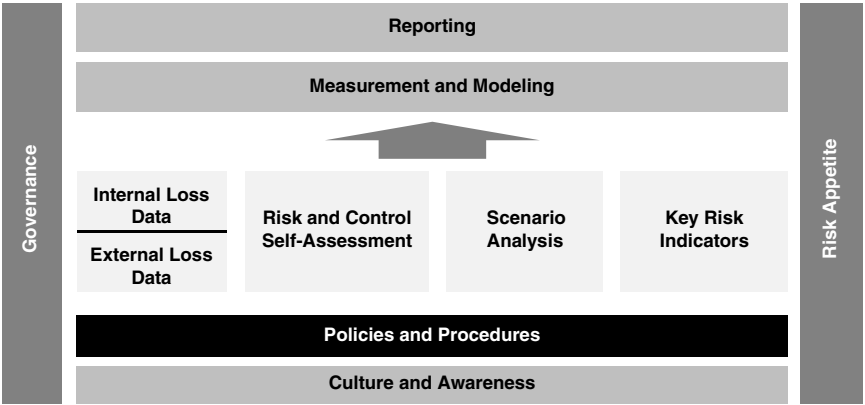 Reporting
Measurement and Modeling
Governance
Internal Loss
Data
External Loss
Data
Risk and Control
Self-Assessment
Scenario
Analysis
Key Risk
Indicators
Risk Appetite
Policies and Procedures
Culture and Awareness